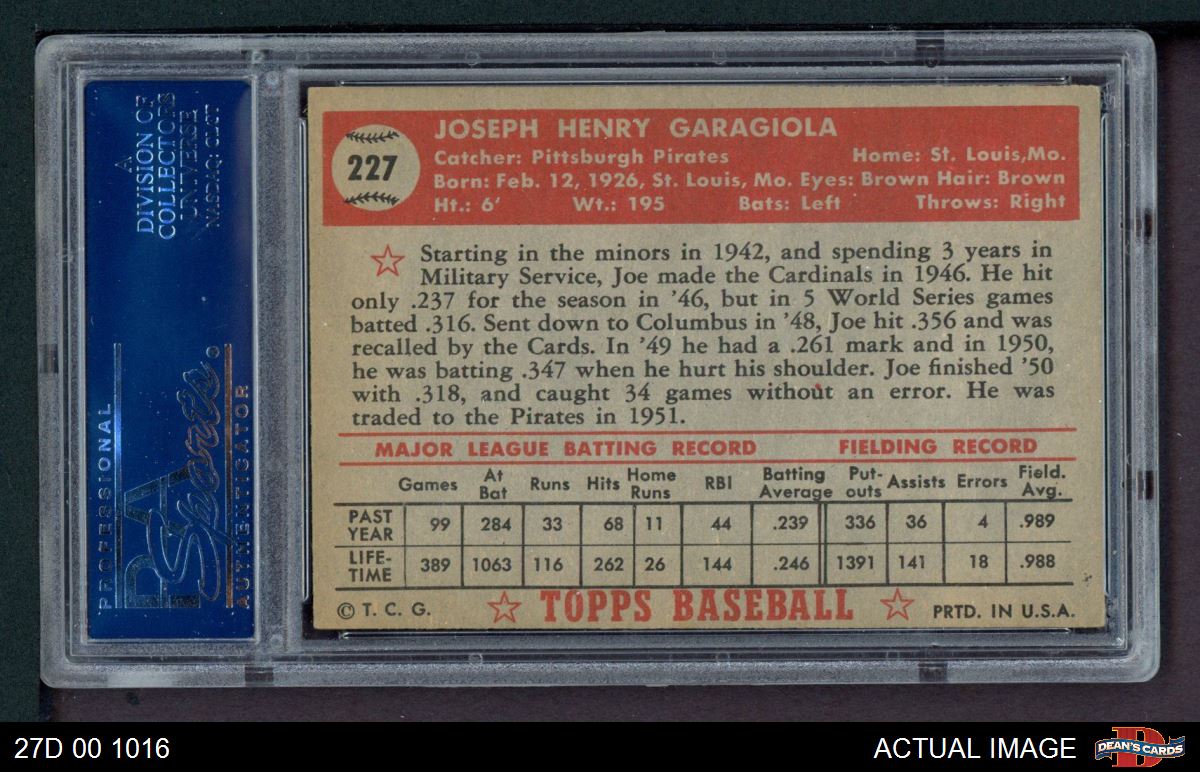 A
DIVISION OF
COLLECTORS
UNIVERSE
NASDAQ: CLCT
PROFESSIONAL
PSA
Sports
AUTHENTICATOR
227
JOSEPH HENRY GARAGIOLA
Catcher: Pittsburgh Pirates Home: St. Louis,Mo.
Born: Feb. 12, 1926, St. Louis, Mo. Eyes: Brown Hair: Brown
Ht.: 6' Wt.: 195 Bats: Left Throws: Right
Starting in the minors in 1942, and spending 3 years in
Military Service, Joe made the Cardinals in 1946. He hit
only .237 for the season in '46, but in 5 World Series games
batted .316. Sent down to Columbus in '48, Joe hit .356 and was
recalled by the Cards. In '49 he had a .261 mark and in 1950,
he was batting .347 when he hurt his shoulder. Joe finished '50
with .318, and caught 34 games without an error. He was
traded to the Pirates in 1951.
MAJOR LEAGUE BATTING RECORD FIELDING RECORD
Games At Bat Runs Hits Home Runs RBI Batting Average Put-outs Assists Errors Field. Avg.
PAST YEAR 99 284 33 68 11 44 .239 336 36 4 .989
LIFE-TIME 389 1063 116 262 26 144 .246 1391 141 18 .988
© T. C. G. TOPPS BASEBALL PRTD. IN U.S.A.
27D 00 1016 ACTUAL IMAGE D DEAN'S CARDS